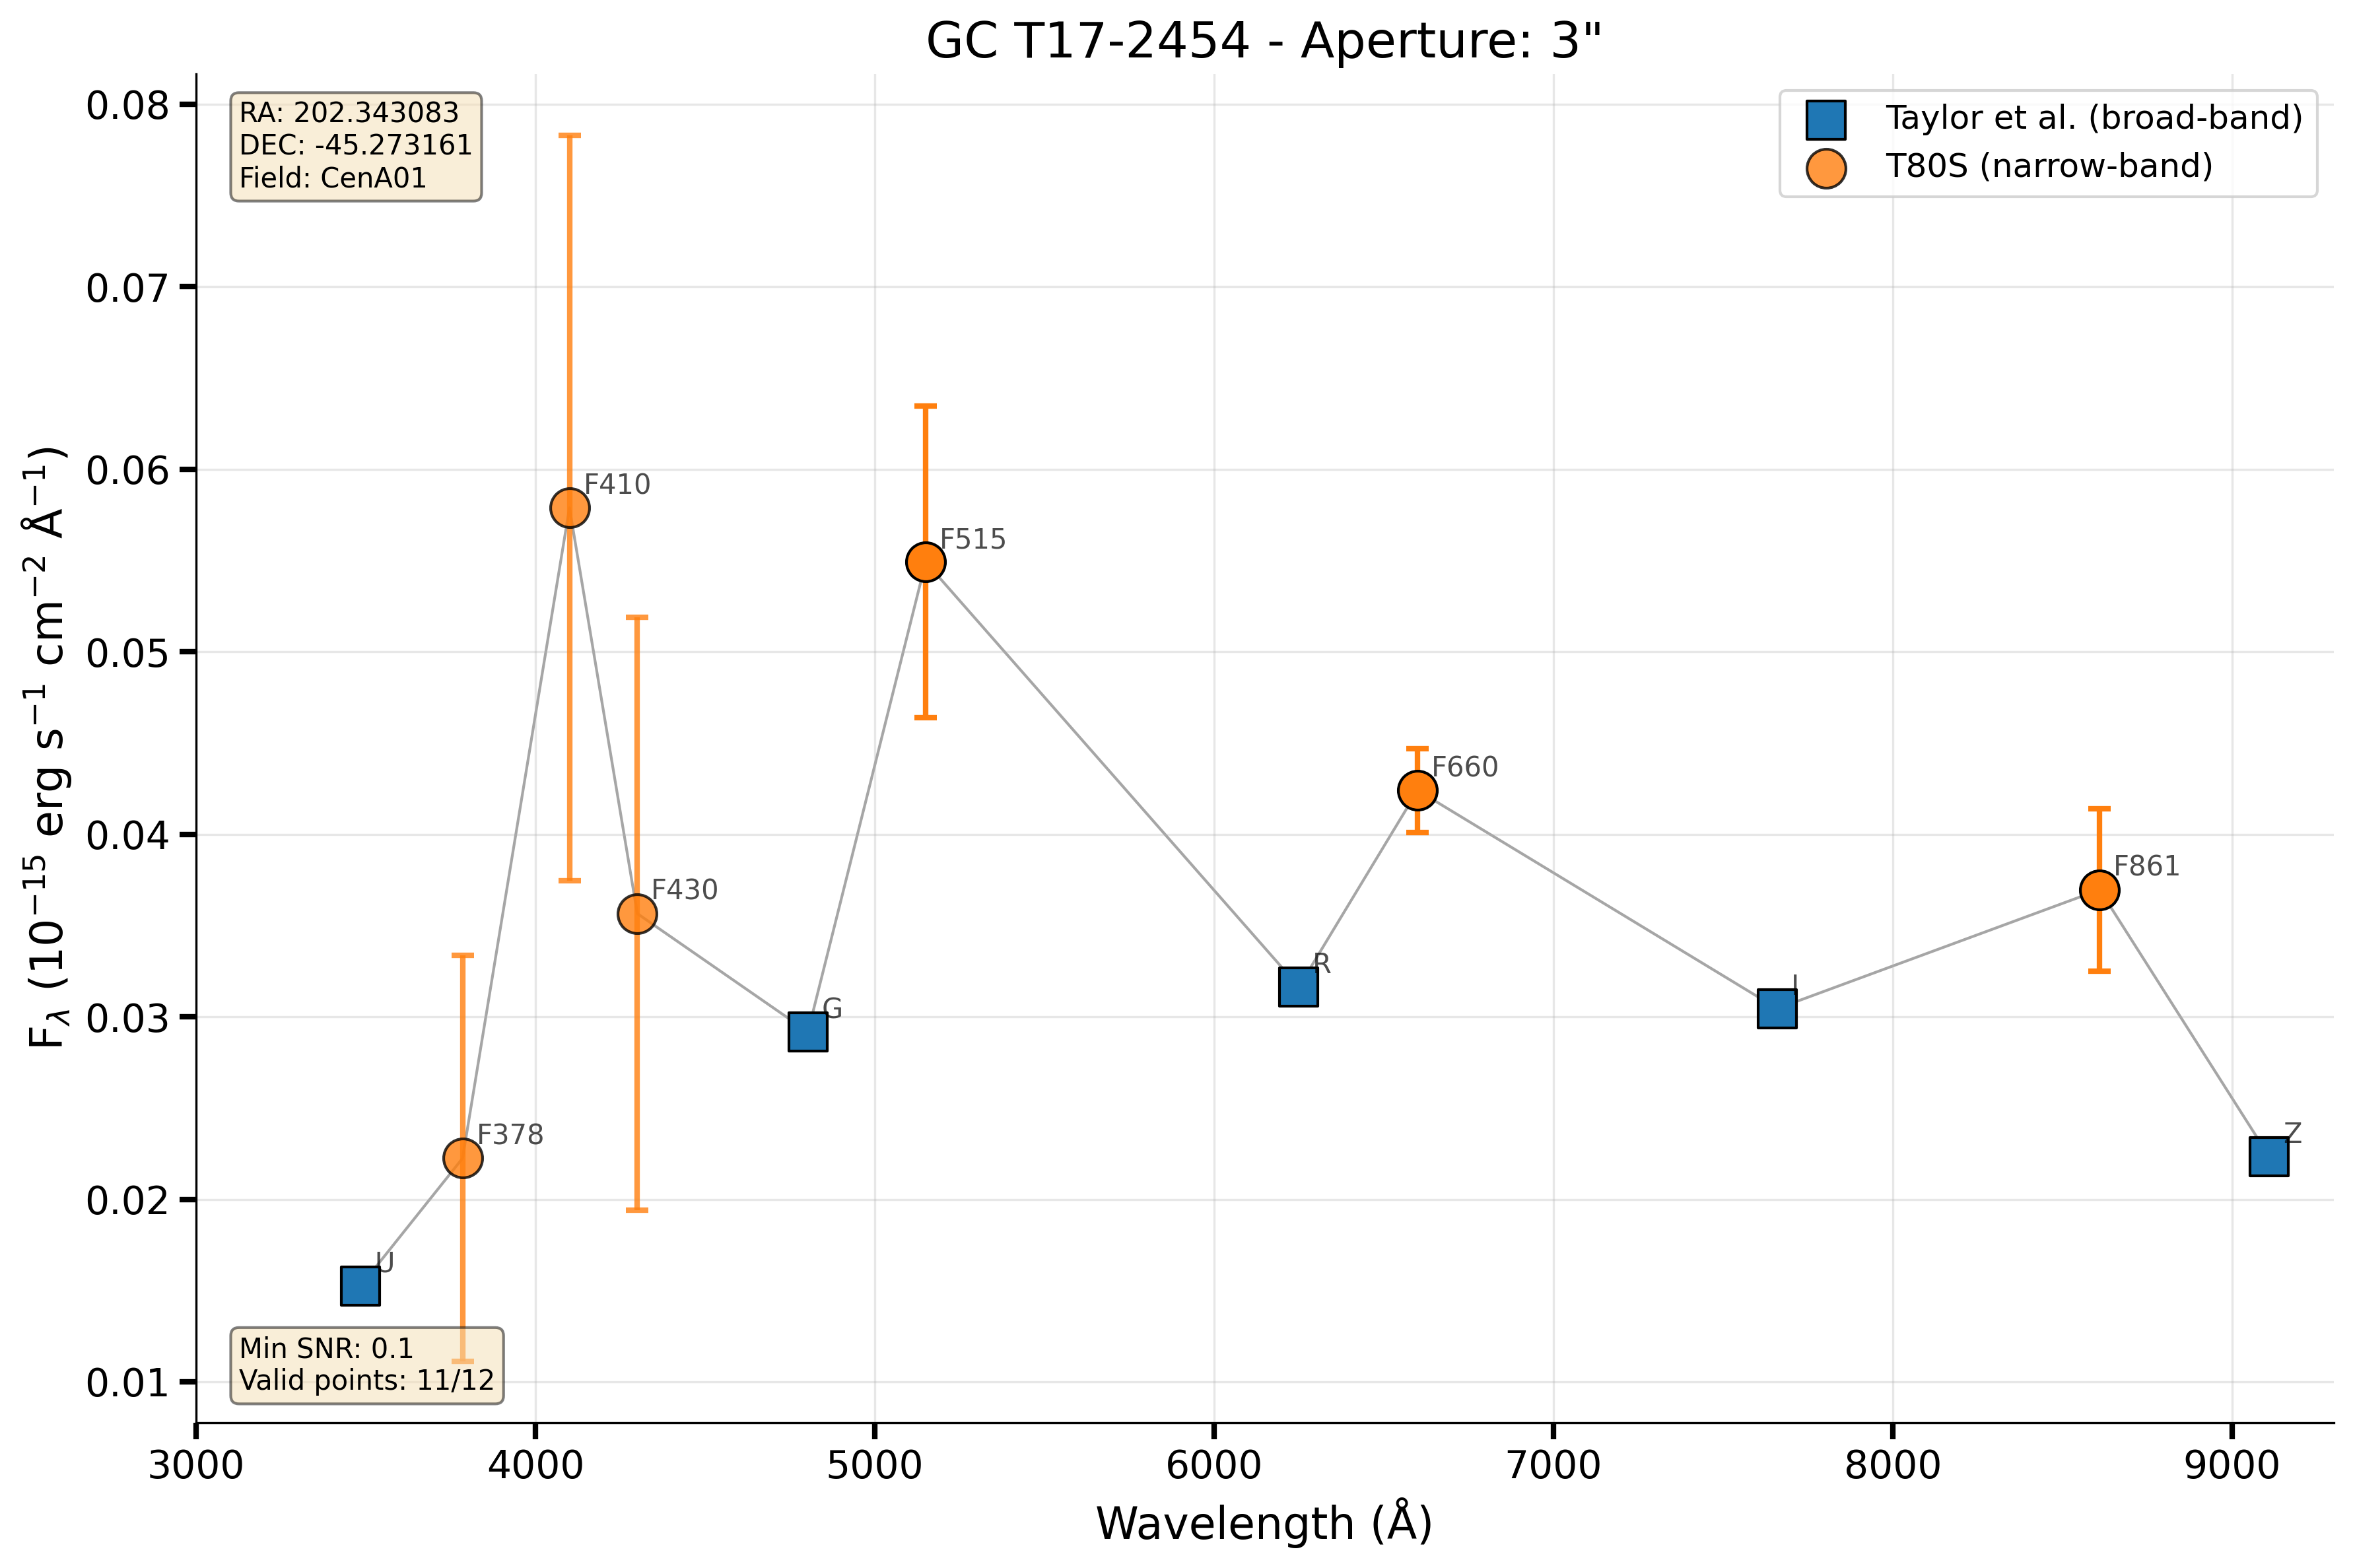 GC T17-2454 - Aperture: 3"
RA: 202.343083
DEC: -45.273161
Field: CenA01
Taylor et al. (broad-band)
T80S (narrow-band)
0.08
0.07
0.06
0.05
0.04
0.03
0.02
0.01
F410
F515
F430
F660
F861
R
I
G
F378
Z
U
Min SNR: 0.1
Valid points: 11/12
3000 4000 5000 6000 7000 8000 9000
Wavelength (Å)
F_λ (10⁻¹⁵ erg s⁻¹ cm⁻² Å⁻¹)